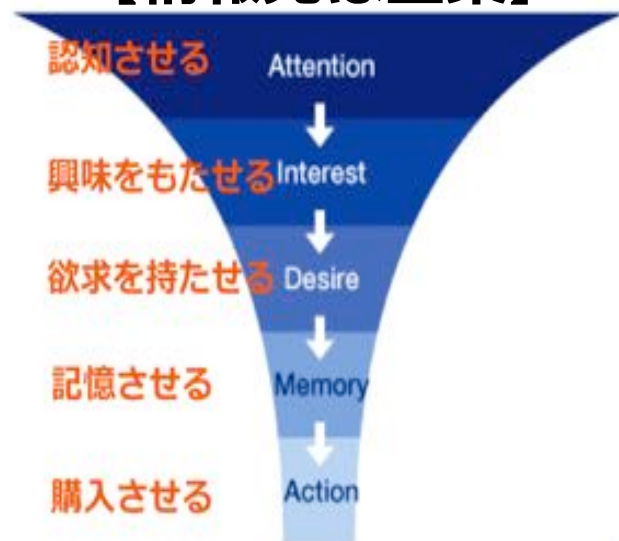 認知させる Attention
興味をもたせる Interest
欲求を持たせる Desire
記憶させる Memory
購入させる Action